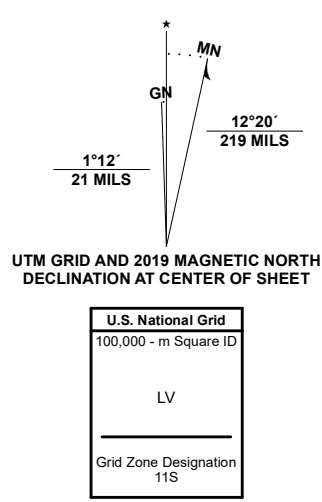 ★
MN
GN
12°20´
219 MILS
1°12´
21 MILS
UTM GRID AND 2019 MAGNETIC NORTH
DECLINATION AT CENTER OF SHEET
U.S. National Grid
100,000 - m Square ID
LV
Grid Zone Designation
11S